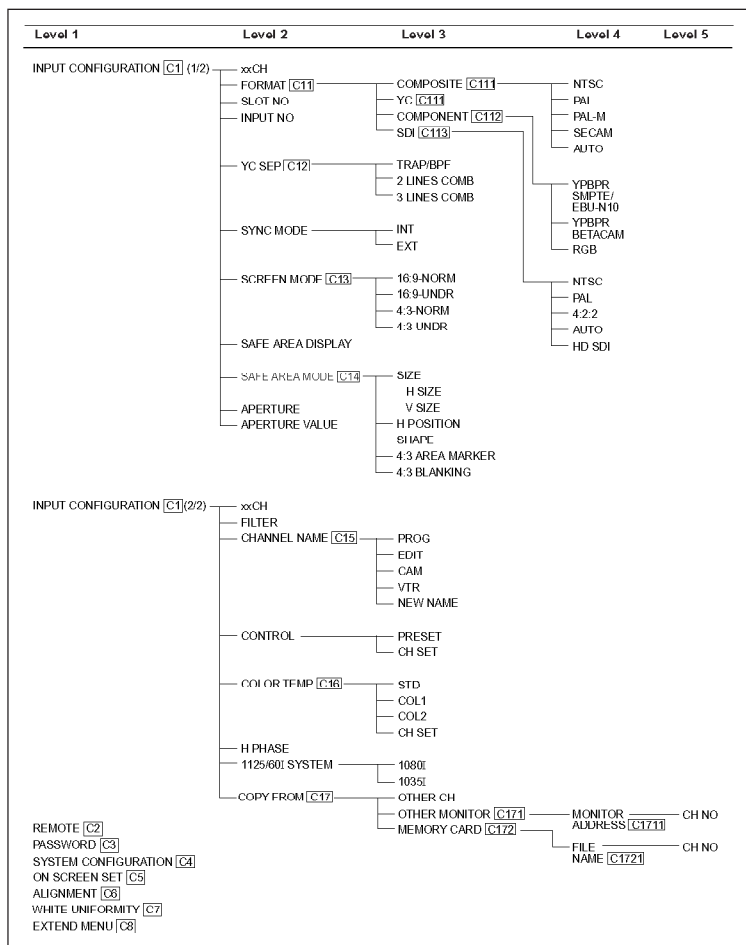 Level 1 Level 2 Level 3 Level 4 Level 5
INPUT CONFIGURATION C1 (1/2) xxCH
FORMAT C11 COMPOSITE C111 NTSC
SLOT NO YC C111 PAL
INPUT NO COMPONENT C112 PAL-M
SDI C113 SECAM
AUTO
YC SEP C12 TRAP/BPF
2 LINES COMB YPBPR
3 LINES COMB SMPTE/
EBU-N10
YPBPR
SYNC MODE INT BETACAM
EXT RGB
SCREEN MODE C13 16:9-NORM NTSC
16:9-UNDR PAL
4:3-NORM 4:2:2
4:3 UNDR AUTO
SAFE AREA DISPLAY HD SDI
SAFE AREA MODE C14 SIZE
H SIZE
V SIZE
APERTURE
APERTURE VALUE H POSITION
SHAPE
4:3 AREA MARKER
4:3 BLANKING
INPUT CONFIGURATION C1 (2/2) xxCH
FILTER
CHANNEL NAME C15 PROG
EDIT
CAM
VTR
NEW NAME
CONTROL PRESET
CH SET
COLOR TEMP C16 STD
COL1
COL2
CH SET
H PHASE
1125/60I SYSTEM 1080I
1035I
COPY FROM C17 OTHER CH
OTHER MONITOR C171 MONITOR CH NO
ADDRESS C1711
MEMORY CARD C172
FILE CH NO
NAME C1721
REMOTE C2
PASSWORD C3
SYSTEM CONFIGURATION C4
ON SCREEN SET C5
ALIGNMENT C6
WHITE UNIFORMITY C7
EXTEND MENU C8